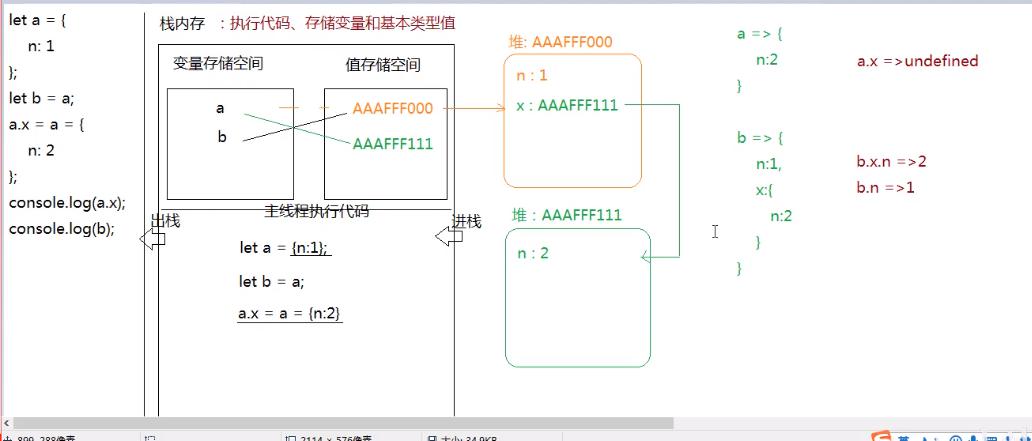 let a = {
n: 1
};
let b = a;
a.x = a = {
n: 2
};
console.log(a.x);
console.log(b);
栈内存 ：执行代码、存储变量和基本类型值
变量存储空间
值存储空间
a
b
AAAFFF000
AAAFFF111
主线程执行代码
出栈
进栈
let a = {n:1};
let b = a;
a.x = a = {n:2}
堆: AAAFFF000
n : 1
x : AAAFFF111
堆 : AAAFFF111
n : 2
a => {
n:2
}
a.x =>undefined
b => {
n:1,
x:{
n:2
}
}
b.x.n =>2
b.n =>1
899, 288像素
2114 × 576像素
大小: 34.9KB
英